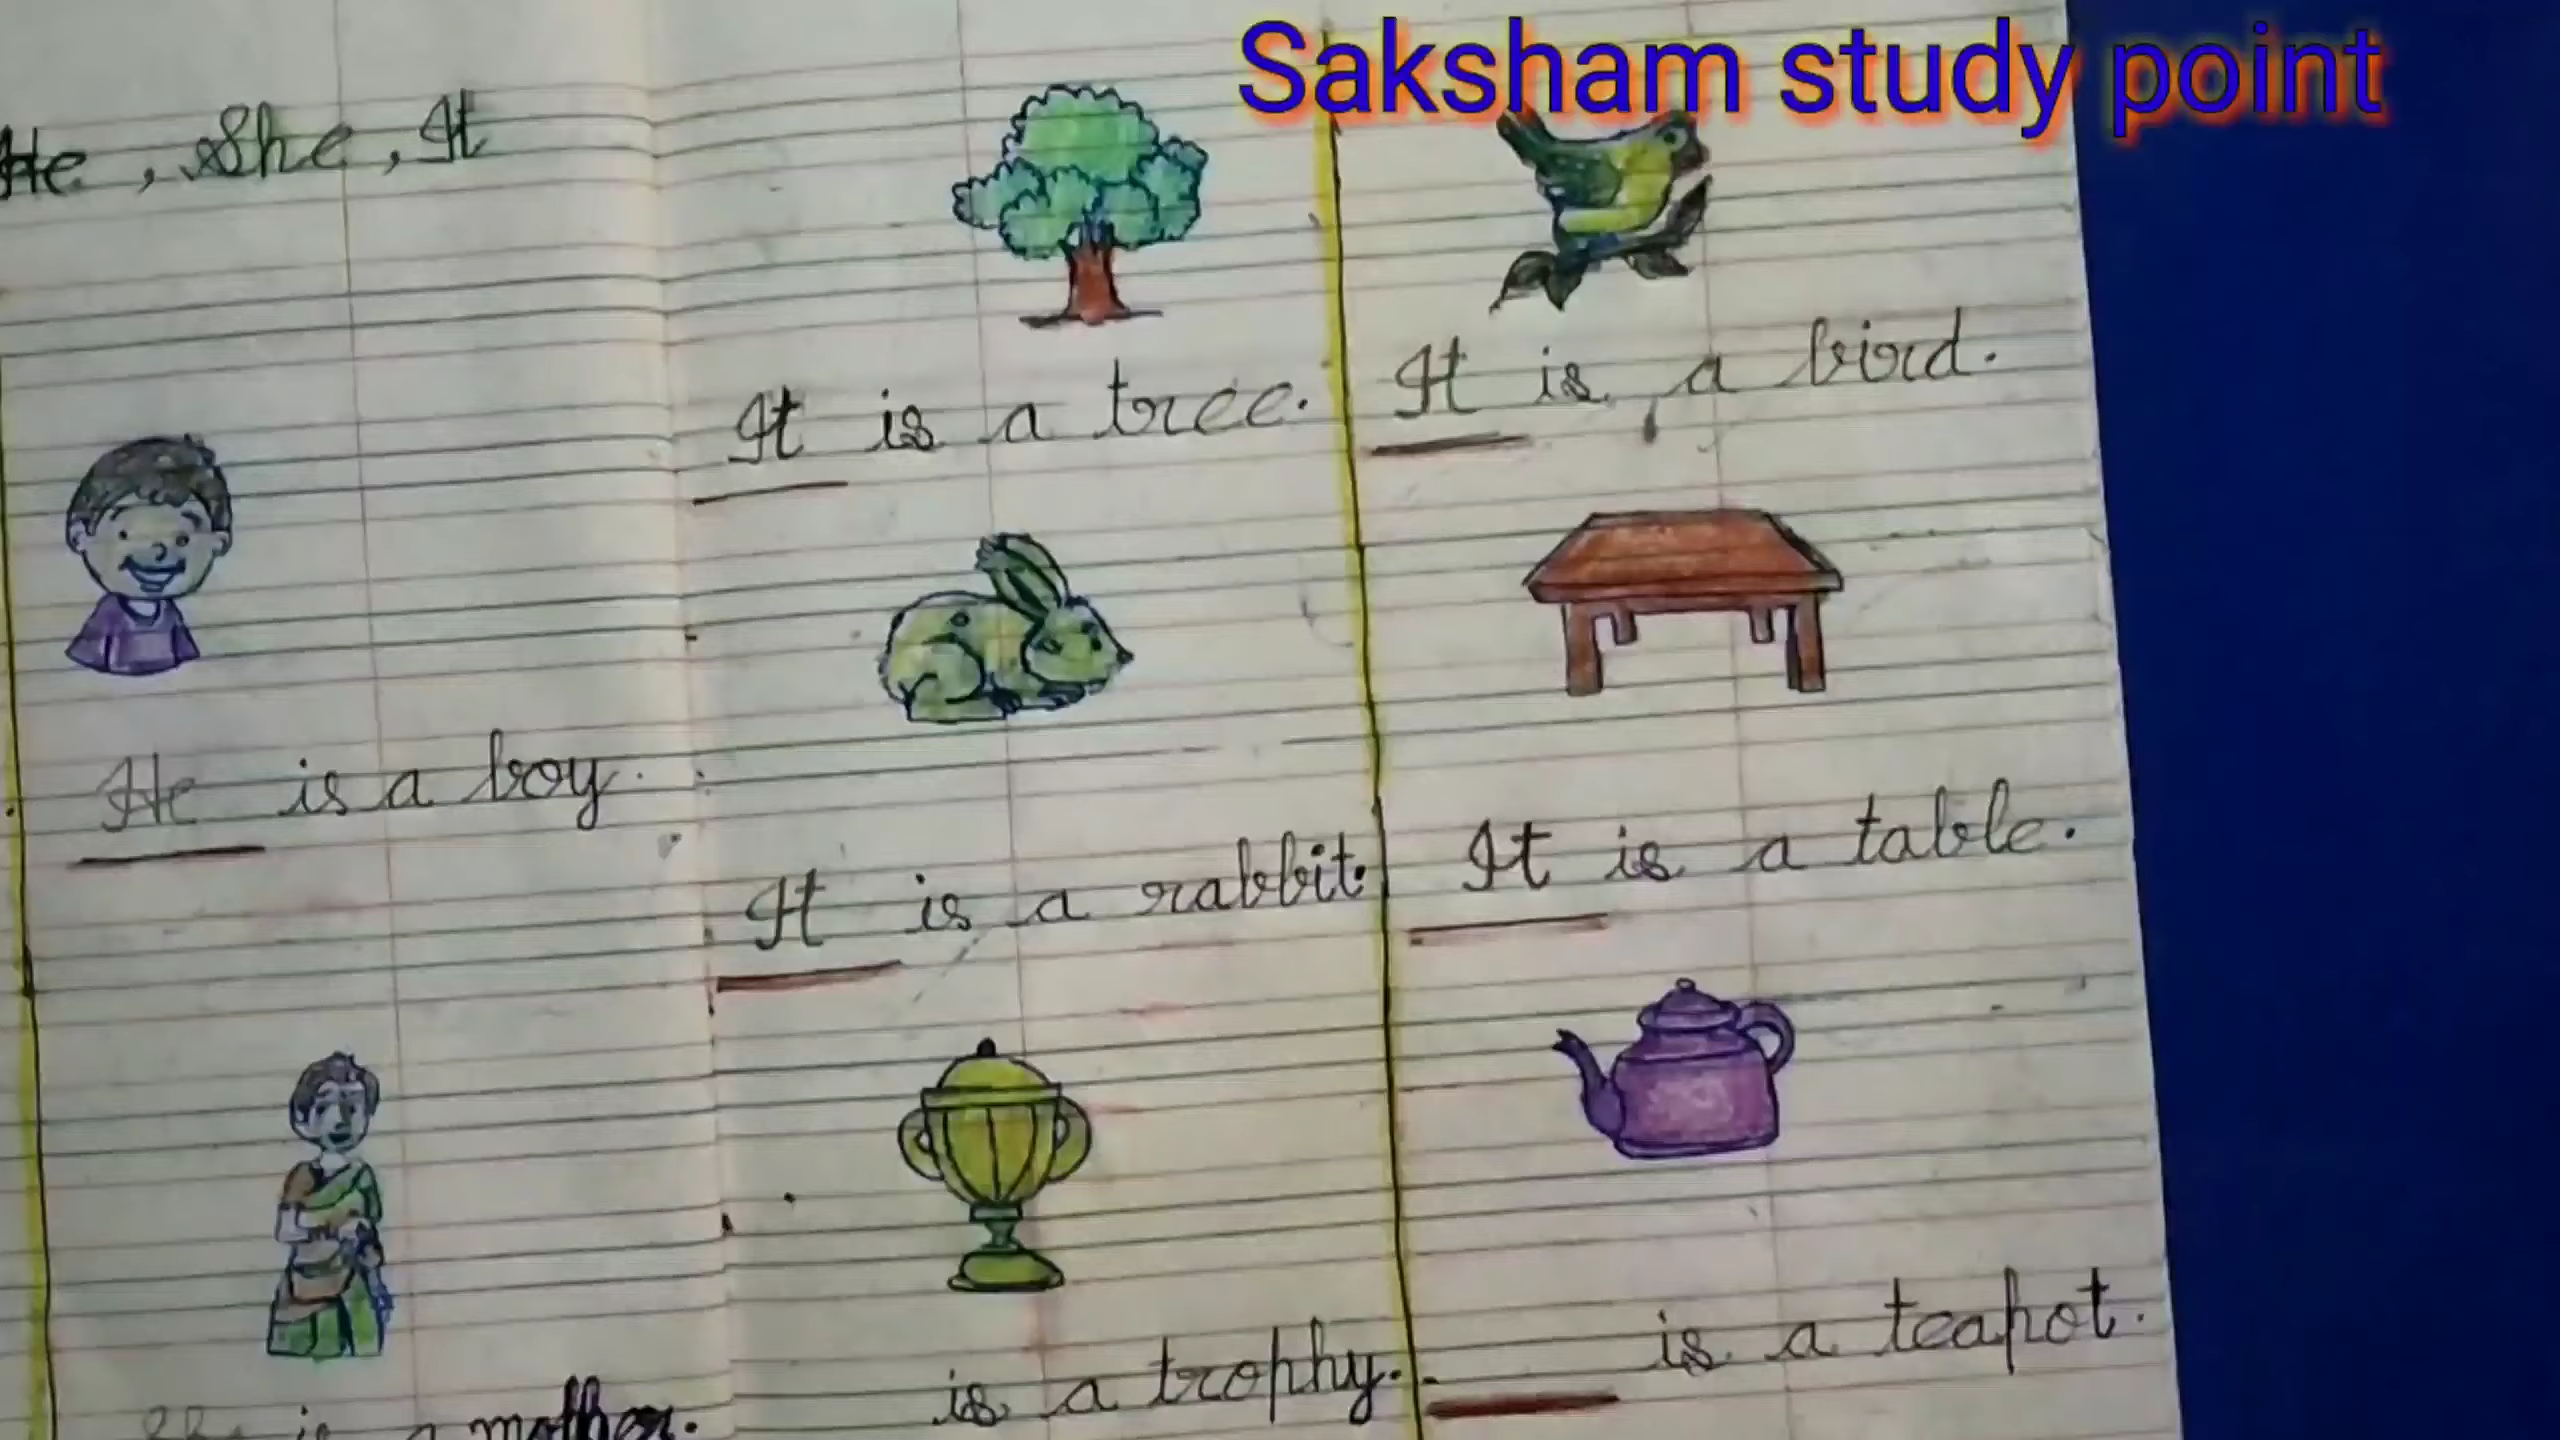 Saksham study point
He, She, It
It is a tree.
It is a bird.
He is a boy.
It is a rabbit.
It is a table.
She is a mother.
is a trophy.
is a teapot.